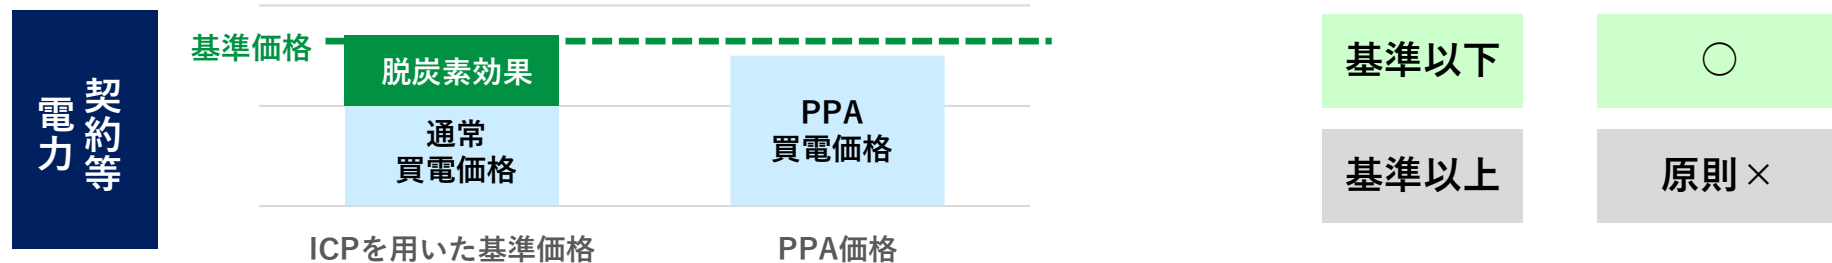 契約等
電力
基準価格
脱炭素効果
通常
買電価格
PPA
買電価格
ICPを用いた基準価格
PPA価格
基準以下
○
基準以上
原則×